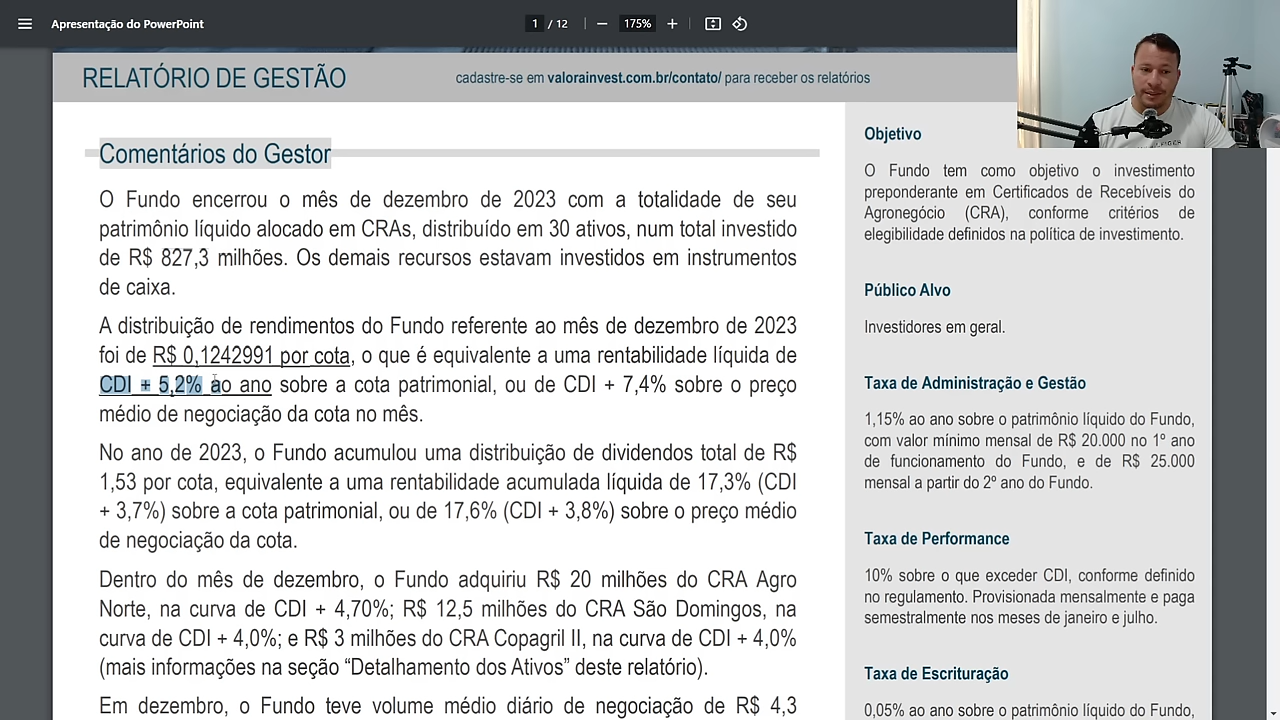 Apresentação do PowerPoint
1 / 12
175%
RELATÓRIO DE GESTÃO
cadastre-se em valorainvest.com.br/contato/ para receber os relatórios
Comentários do Gestor
O Fundo encerrou o mês de dezembro de 2023 com a totalidade de seu
patrimônio líquido alocado em CRAs, distribuído em 30 ativos, num total investido
de R$ 827,3 milhões. Os demais recursos estavam investidos em instrumentos
de caixa.
A distribuição de rendimentos do Fundo referente ao mês de dezembro de 2023
foi de R$ 0,1242991 por cota, o que é equivalente a uma rentabilidade líquida de
CDI + 5,2% ao ano sobre a cota patrimonial, ou de CDI + 7,4% sobre o preço
médio de negociação da cota no mês.
No ano de 2023, o Fundo acumulou uma distribuição de dividendos total de R$
1,53 por cota, equivalente a uma rentabilidade acumulada líquida de 17,3% (CDI
+ 3,7%) sobre a cota patrimonial, ou de 17,6% (CDI + 3,8%) sobre o preço médio
de negociação da cota.
Dentro do mês de dezembro, o Fundo adquiriu R$ 20 milhões do CRA Agro
Norte, na curva de CDI + 4,70%; R$ 12,5 milhões do CRA São Domingos, na
curva de CDI + 4,0%; e R$ 3 milhões do CRA Copagril II, na curva de CDI + 4,0%
(mais informações na seção “Detalhamento dos Ativos” deste relatório).
Em dezembro, o Fundo teve volume médio diário de negociação de R$ 4,3
Objetivo
O Fundo tem como objetivo o investimento
preponderante em Certificados de Recebíveis do
Agronegócio (CRA), conforme critérios de
elegibilidade definidos na política de investimento.
Público Alvo
Investidores em geral.
Taxa de Administração e Gestão
1,15% ao ano sobre o patrimônio líquido do Fundo,
com valor mínimo mensal de R$ 20.000 no 1º ano
de funcionamento do Fundo, e de R$ 25.000
mensal a partir do 2º ano do Fundo.
Taxa de Performance
10% sobre o que exceder CDI, conforme definido
no regulamento. Provisionada mensalmente e paga
semestralmente nos meses de janeiro e julho.
Taxa de Escrituração
0,05% ao ano sobre o patrimônio líquido do Fundo,